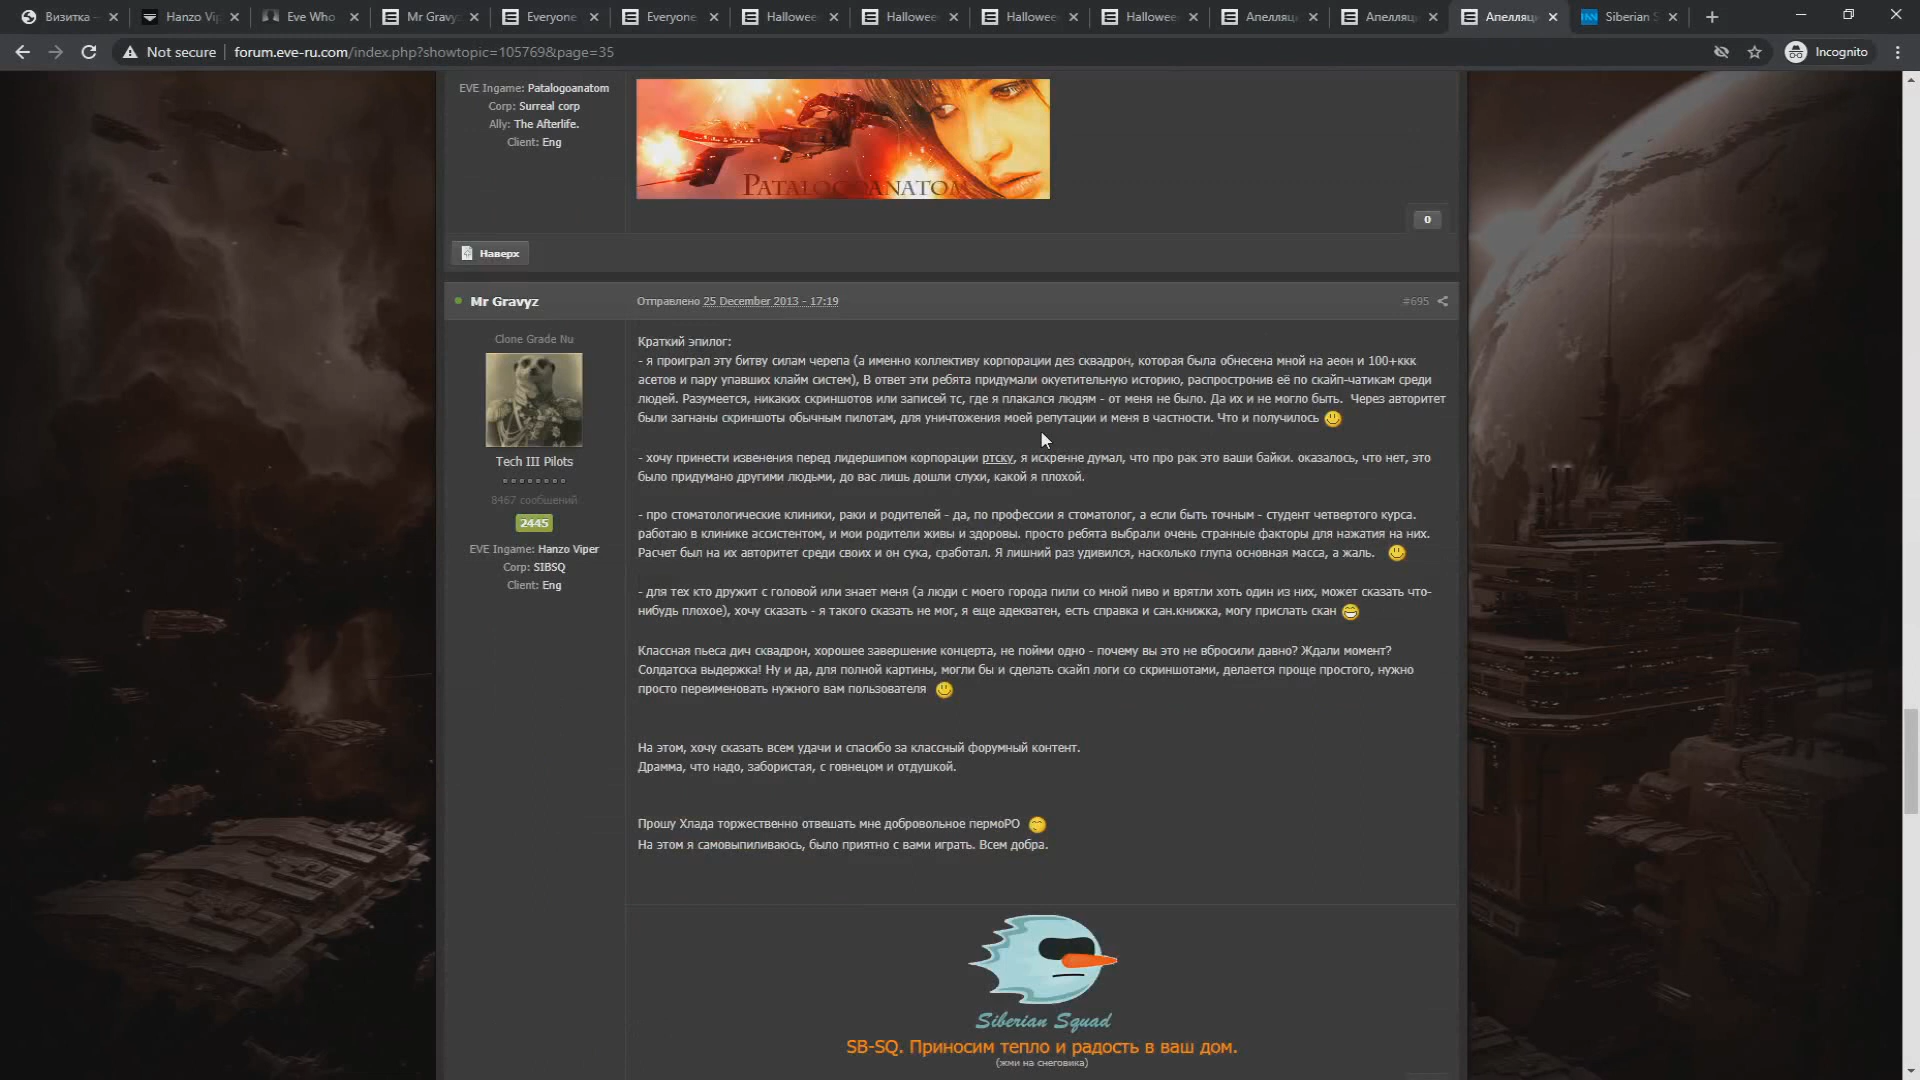 Визитка -
Hanzo Vip
Eve Who
Mr Gravyz
Everyone
Everyone
Hallowee
Hallowee
Hallowee
Hallowee
Апелляц
Апелляц
Апелляц
Siberian S
Not secure
forum.eve-ru.com/index.php?showtopic=105769&page=35
Incognito
EVE Ingame: Patalogoanatom
Corp: Surreal corp
Ally: The Afterlife.
Client: Eng
PATALOGOANATOM
0
Наверх
Mr Gravyz
Отправлено 25 December 2013 - 17:19
#695
Clone Grade Nu
Tech III Pilots
8467 сообщений
2445
EVE Ingame: Hanzo Viper
Corp: SIBSQ
Client: Eng
Краткий эпилог:
- я проиграл эту битву силам черепа (а именно коллективу корпорации дез сквадрон, которая была обнесена мной на аеон и 100+ккк
асетов и пару упавших клайм систем), В ответ эти ребята придумали окуетительную историю, распространив её по скайп-чатикам среди
людей. Разумеется, никаких скриншотов или записей тс, где я плакался людям - от меня не было. Да их и не могло быть. Через авторитет
были загнаны скриншоты обычным пилотам, для уничтожения моей репутации и меня в частности. Что и получилось
- хочу принести извенения перед лидершипом корпорации ртску, я искренне думал, что про рак это ваши байки. оказалось, что нет, это
было придумано другими людьми, до вас лишь дошли слухи, какой я плохой.
- про стоматологические клиники, раки и родителей - да, по профессии я стоматолог, а если быть точным - студент четвертого курса.
работаю в клинике ассистентом, и мои родители живы и здоровы. просто ребята выбрали очень странные факторы для нажатия на них.
Расчет был на их авторитет среди своих и он сука, сработал. Я лишний раз удивился, насколько глупа основная масса, а жаль.
- для тех кто дружит с головой или знает меня (а люди с моего города пили со мной пиво и врятли хоть один из них, может сказать что-
нибудь плохое), хочу сказать - я такого сказать не мог, я еще адекватен, есть справка и сан.книжка, могу прислать скан
Классная пьеса дич сквадрон, хорошее завершение концерта, не пойми одно - почему вы это не вбросили давно? Ждали момент?
Солдатска выдержка! Ну и да, для полной картины, могли бы и сделать скайп логи со скриншотами, делается проще простого, нужно
просто переименовать нужного вам пользователя
На этом, хочу сказать всем удачи и спасибо за классный форумный контент.
Драмма, что надо, забористая, с говнецом и отдушкой.
Прошу Хлада торжественно отвешать мне добровольное пермоРО
На этом я самовыпиливаюсь, было приятно с вами играть. Всем добра.
Siberian Squad
SB-SQ. Приносим тепло и радость в ваш дом.
(жми на снеговика)